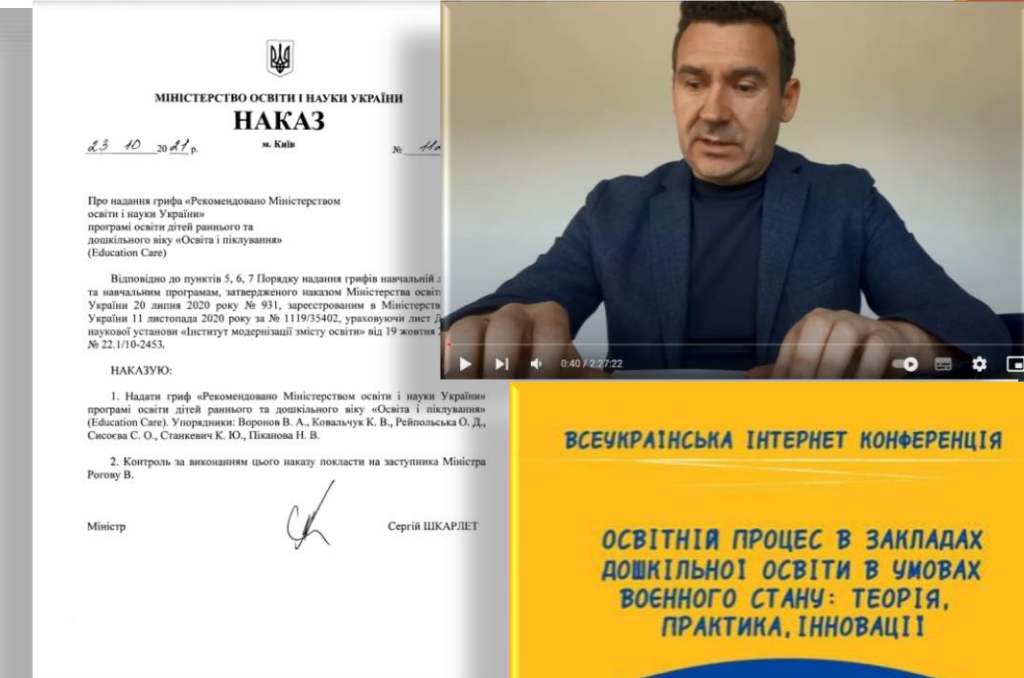 МІНІСТЕРСТВО ОСВІТИ І НАУКИ УКРАЇНИ
НАКАЗ
м. Київ
23 10 2021 р.
№
Про надання грифа «Рекомендовано Міністерством
освіти і науки України»
програмі освіти дітей раннього та
дошкільного віку «Освіта і піклування»
(Education Care)
Відповідно до пунктів 5, 6, 7 Порядку надання грифів навчальній
та навчальним програмам, затвердженого наказом Міністерства
України 20 липня 2020 року № 931, зареєстрованим в
України 11 листопада 2020 року за № 1119/35402, ураховуючи лист
наукової установи «Інститут модернізації змісту освіти» від 19 жовтня
№ 22.1/10-2453,
НАКАЗУЮ:
1. Надати гриф «Рекомендовано Міністерством освіти і науки України»
програмі освіти дітей раннього та дошкільного віку «Освіта і піклування»
(Education Care). Упорядники: Воронов В. А., Ковальчук К. В., Рейпольська О. Д.,
Сисоєва С. О., Станкевич К. Ю., Піканова Н. В.
2. Контроль за виконанням цього наказу покласти на заступника Міністра
Рогову В.
Міністр Сергій ШКАРЛЕТ
0:40 / 2:27:22
ВСЕУКРАЇНСЬКА ІНТЕРНЕТ КОНФЕРЕНЦІЯ
ОСВІТНІЙ ПРОЦЕС В ЗАКЛАДАХ
ДОШКІЛЬНОЇ ОСВІТИ В УМОВАХ
ВОЄННОГО СТАНУ: ТЕОРІЯ,
ПРАКТИКА, ІННОВАЦІЇ